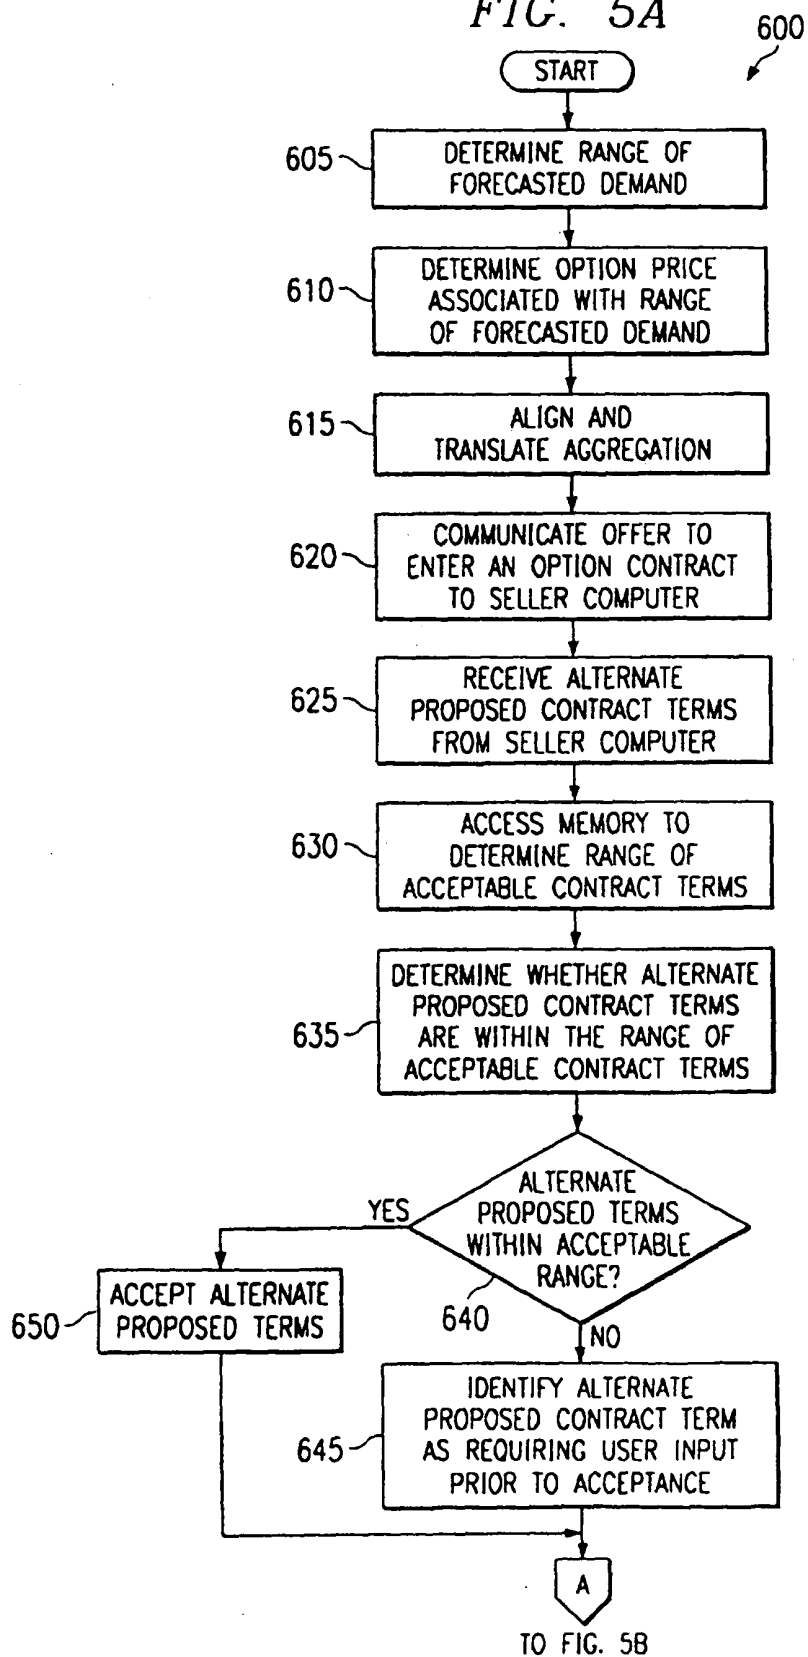 FIG. 5A
600
START
605
DETERMINE RANGE OF
FORECASTED DEMAND
610
DETERMINE OPTION PRICE
ASSOCIATED WITH RANGE
OF FORECASTED DEMAND
615
ALIGN AND
TRANSLATE AGGREGATION
620
COMMUNICATE OFFER TO
ENTER AN OPTION CONTRACT
TO SELLER COMPUTER
625
RECEIVE ALTERNATE
PROPOSED CONTRACT TERMS
FROM SELLER COMPUTER
630
ACCESS MEMORY TO
DETERMINE RANGE OF
ACCEPTABLE CONTRACT TERMS
635
DETERMINE WHETHER ALTERNATE
PROPOSED CONTRACT TERMS
ARE WITHIN THE RANGE OF
ACCEPTABLE CONTRACT TERMS
ALTERNATE
PROPOSED TERMS
WITHIN ACCEPTABLE
RANGE?
640
YES
NO
650
ACCEPT ALTERNATE
PROPOSED TERMS
645
IDENTIFY ALTERNATE
PROPOSED CONTRACT TERM
AS REQUIRING USER INPUT
PRIOR TO ACCEPTANCE
A
TO FIG. 5B